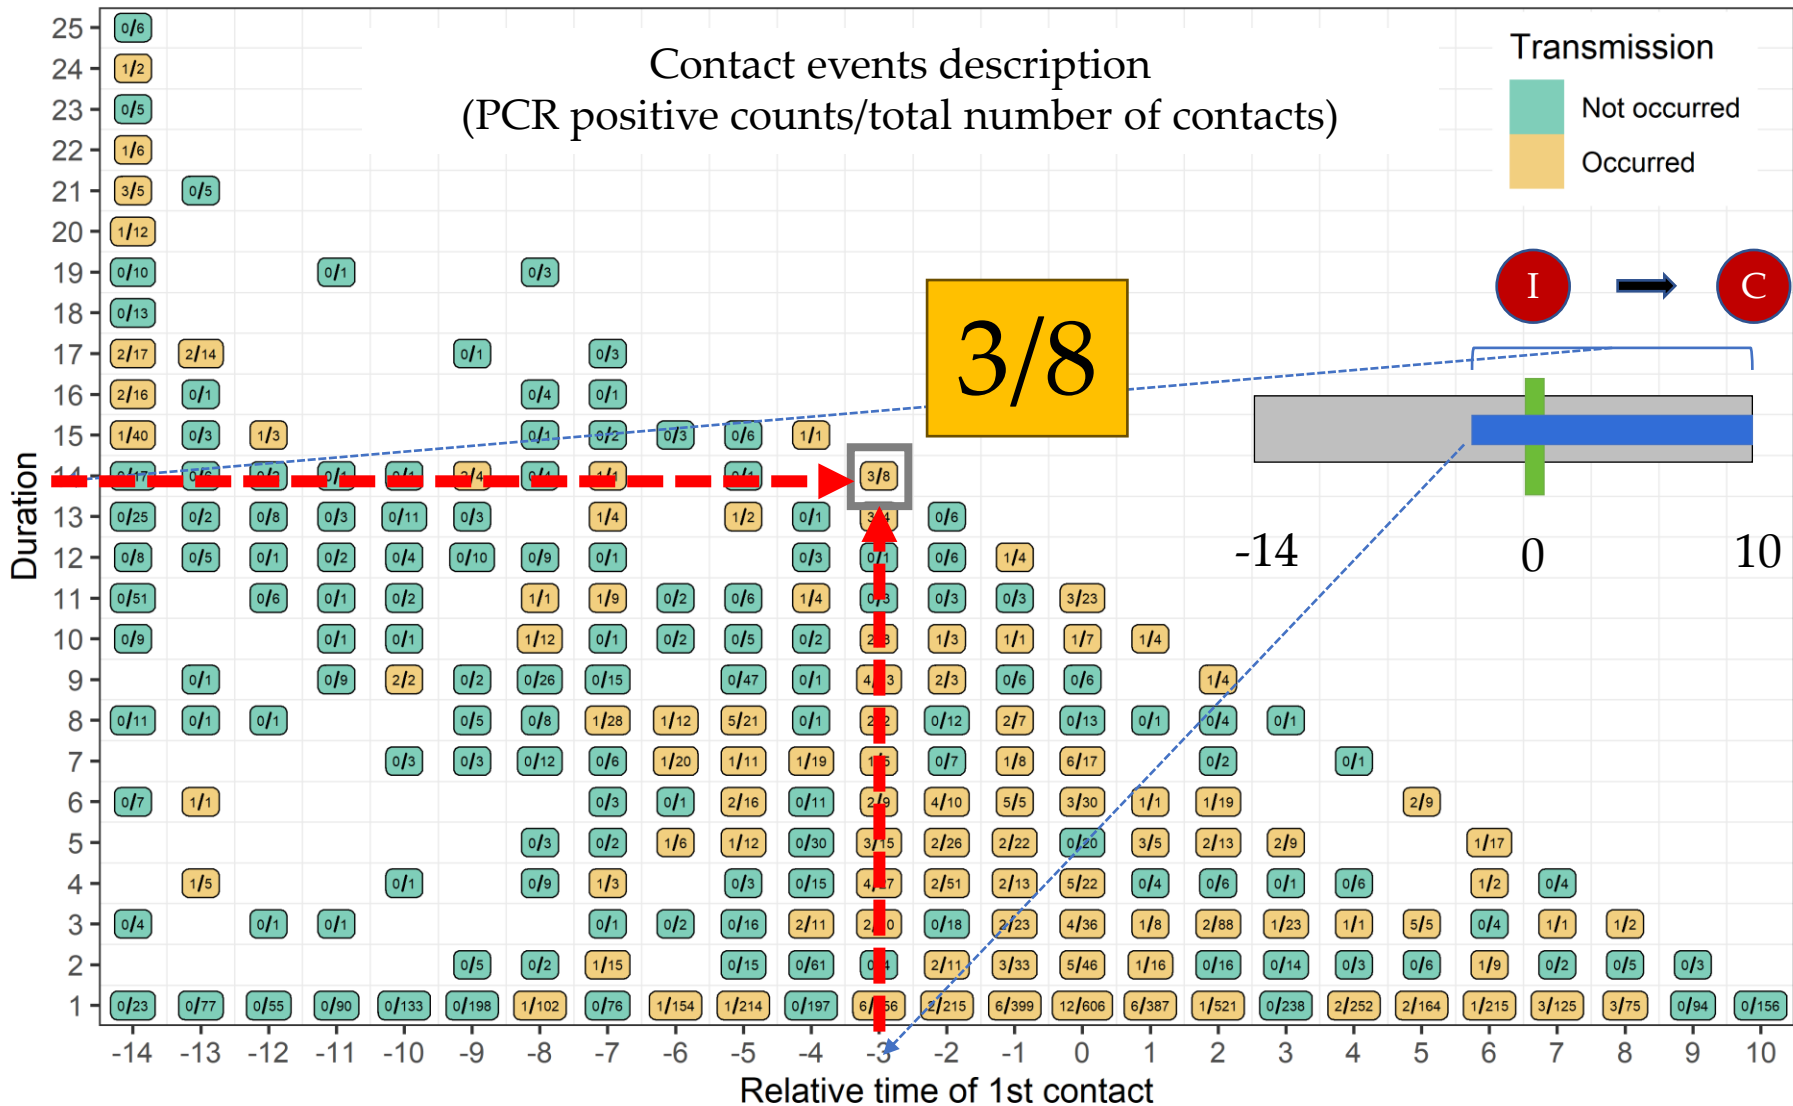 Contact events description
(PCR positive counts/total number of contacts)
Transmission
Not occurred
Occurred
I
C
3/8
-14
0
10
Duration
25 0/6
24 1/2
23 0/5
22 1/6
21 3/5 0/5
20 1/12
19 0/10 0/1 0/3
18 0/13
17 2/17 2/14 0/1 0/3
16 2/16 0/1 0/4 0/1
15 1/40 0/3 1/3 0/1 0/2 0/3 0/6 1/1
14 3/8
13 0/25 0/2 0/8 0/3 0/11 0/3 1/4 1/2 0/1 0/6
12 0/8 0/5 0/1 0/2 0/4 0/10 0/9 0/1 0/3 0/1 0/6 1/4
11 0/51 0/6 0/1 0/2 1/1 1/9 0/2 0/6 1/4 0/3 0/3 0/3 3/23
10 0/9 0/1 0/1 1/12 0/1 0/2 0/5 0/2 1/3 1/1 1/7 1/4
9 0/1 0/9 2/2 0/2 0/26 0/15 0/47 0/1 2/3 0/6 0/6 1/4
8 0/11 0/1 0/1 0/5 0/8 1/28 1/12 5/21 0/1 2/2 0/12 2/7 0/13 0/1 0/4 0/1
7 0/3 0/3 0/12 0/6 1/20 1/11 1/19 0/7 1/8 6/17 0/2 0/1
6 0/7 1/1 0/3 0/1 2/16 0/11 2/9 4/10 5/5 3/30 1/1 1/19 2/9
5 0/3 0/2 1/6 1/12 0/30 3/15 2/26 2/22 0/20 3/5 2/13 2/9 1/17
4 1/5 0/1 0/9 1/3 0/3 0/15 2/51 2/13 5/22 0/4 0/6 0/1 0/6 1/2 0/4
3 0/4 0/1 0/1 0/1 0/2 0/16 2/11 0/18 2/23 4/36 1/8 2/88 1/23 1/1 5/5 0/4 1/1 1/2
2 0/5 0/2 1/15 0/15 0/61 2/11 3/33 5/46 1/16 0/16 0/14 0/3 0/6 1/9 0/2 0/5 0/3
1 0/23 0/77 0/55 0/90 0/133 0/198 1/102 0/76 1/154 1/214 0/197 2/215 6/399 12/606 6/387 1/521 0/238 2/252 2/164 1/215 3/125 3/75 0/94 0/156
-14 -13 -12 -11 -10 -9 -8 -7 -6 -5 -4 -3 -2 -1 0 1 2 3 4 5 6 7 8 9 10
Relative time of 1st contact